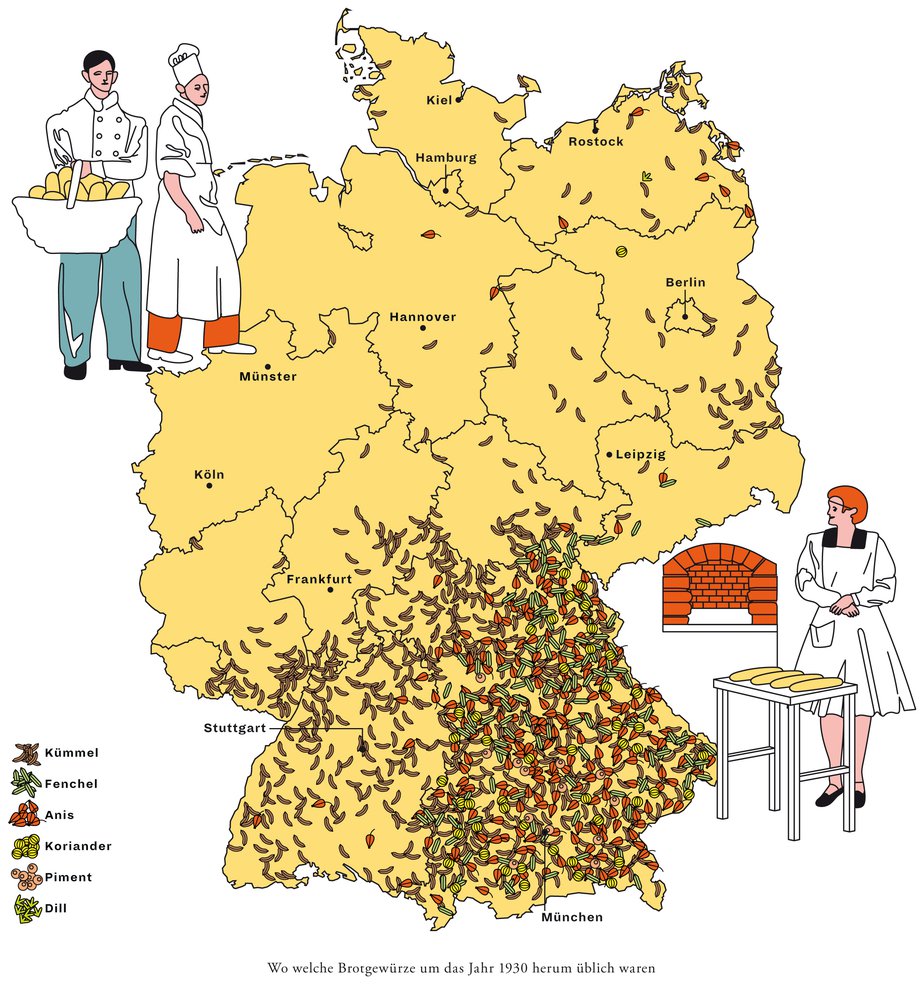 Kiel
Rostock
Hamburg
Berlin
Hannover
Münster
Leipzig
Köln
Frankfurt
Stuttgart
Kümmel
Fenchel
Anis
Koriander
Piment
Dill
München
Wo welche Brotgewürze um das Jahr 1930 herum üblich waren